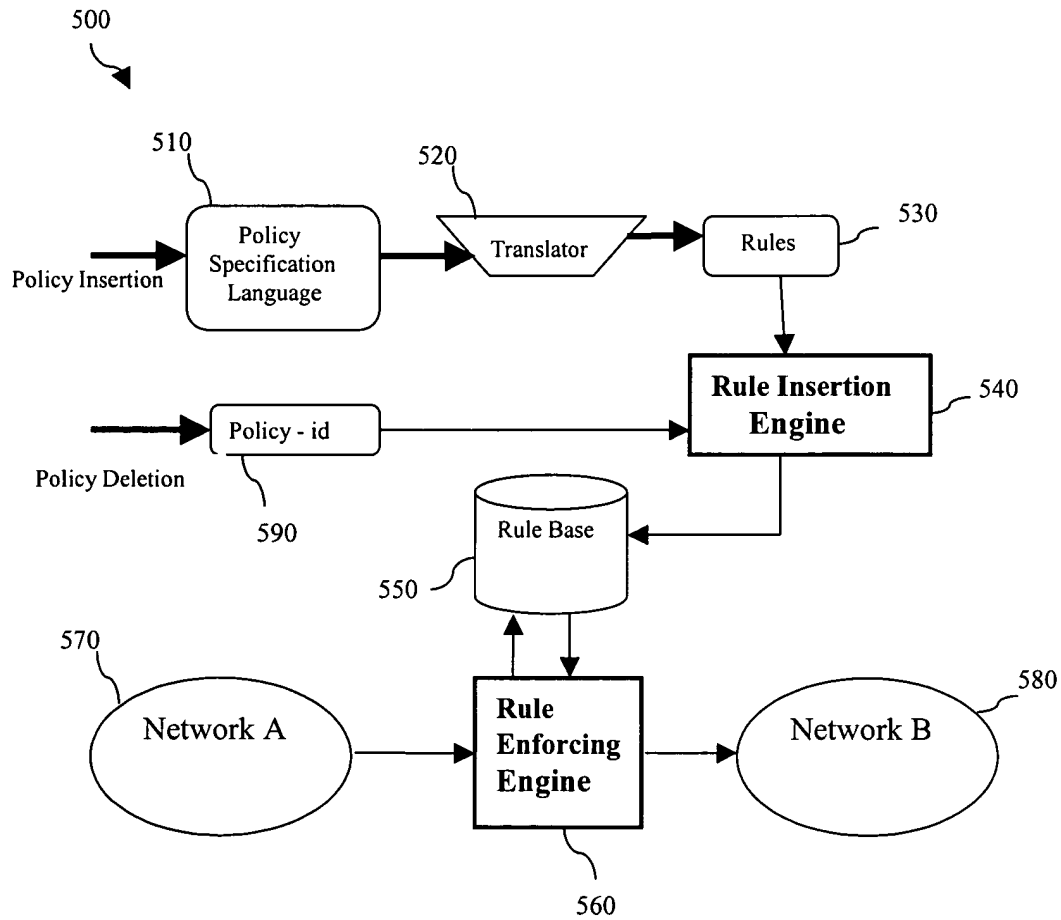 500
510
520
530
Policy
Specification
Language
Translator
Rules
Policy Insertion
Rule Insertion
Engine
540
Policy - id
Policy Deletion
590
Rule Base
550
570
580
Network A
Rule
Enforcing
Engine
Network B
560